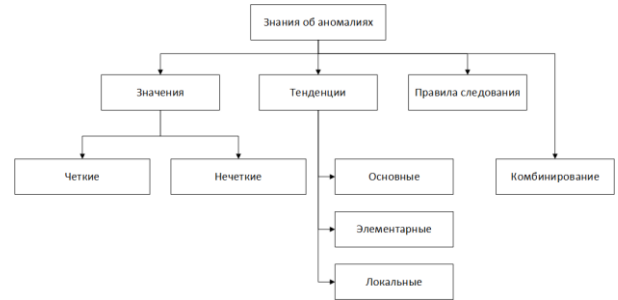 Знания об аномалиях
Значения
Тенденции
Правила следования
Четкие
Нечеткие
Основные
Комбинирование
Элементарные
Локальные